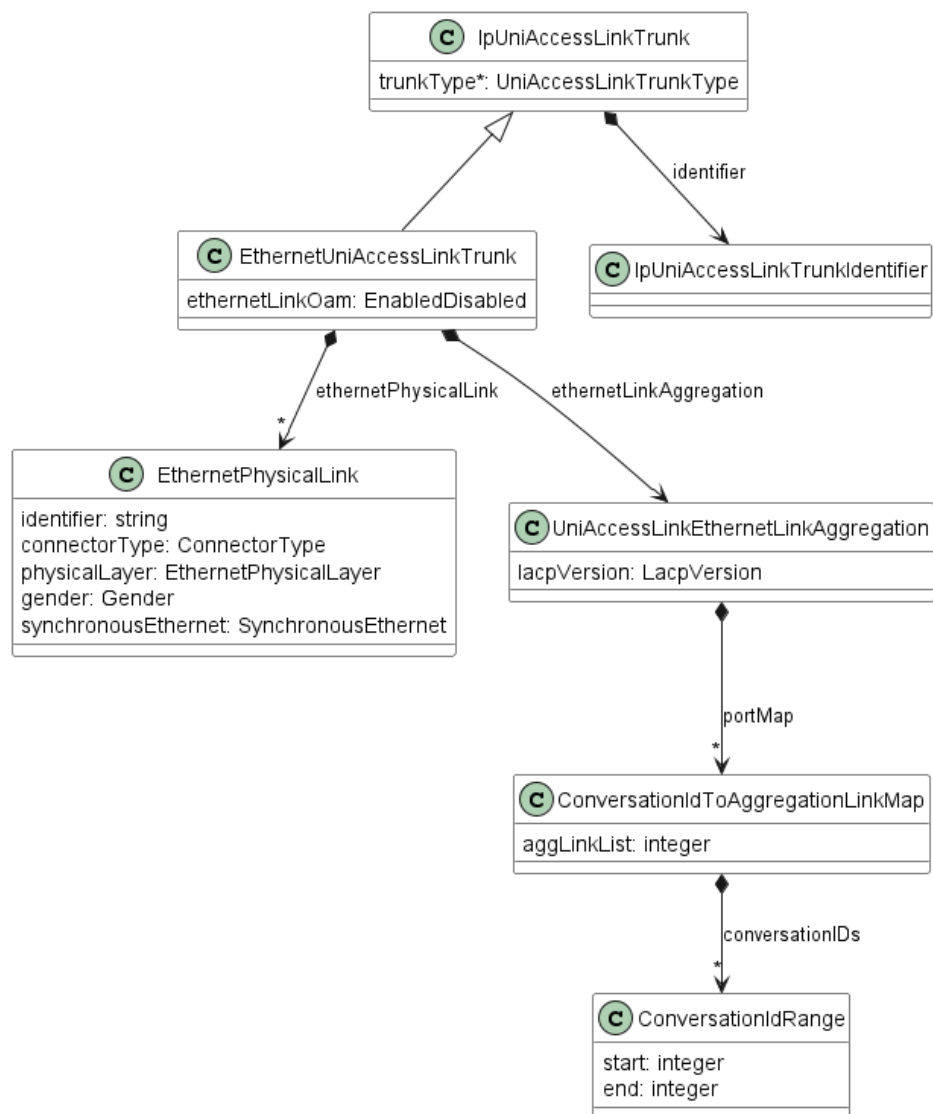 C IpUniAccessLinkTrunk
trunkType*: UniAccessLinkTrunkType
identifier
C EthernetUniAccessLinkTrunk
ethernetLinkOam: EnabledDisabled
C IpUniAccessLinkTrunkIdentifier
ethernetPhysicalLink
ethernetLinkAggregation
*
C EthernetPhysicalLink
identifier: string
connectorType: ConnectorType
physicalLayer: EthernetPhysicalLayer
gender: Gender
synchronousEthernet: SynchronousEthernet
C UniAccessLinkEthernetLinkAggregation
lacpVersion: LacpVersion
portMap
*
C ConversationIdToAggregationLinkMap
aggLinkList: integer
conversationIDs
*
C ConversationIdRange
start: integer
end: integer